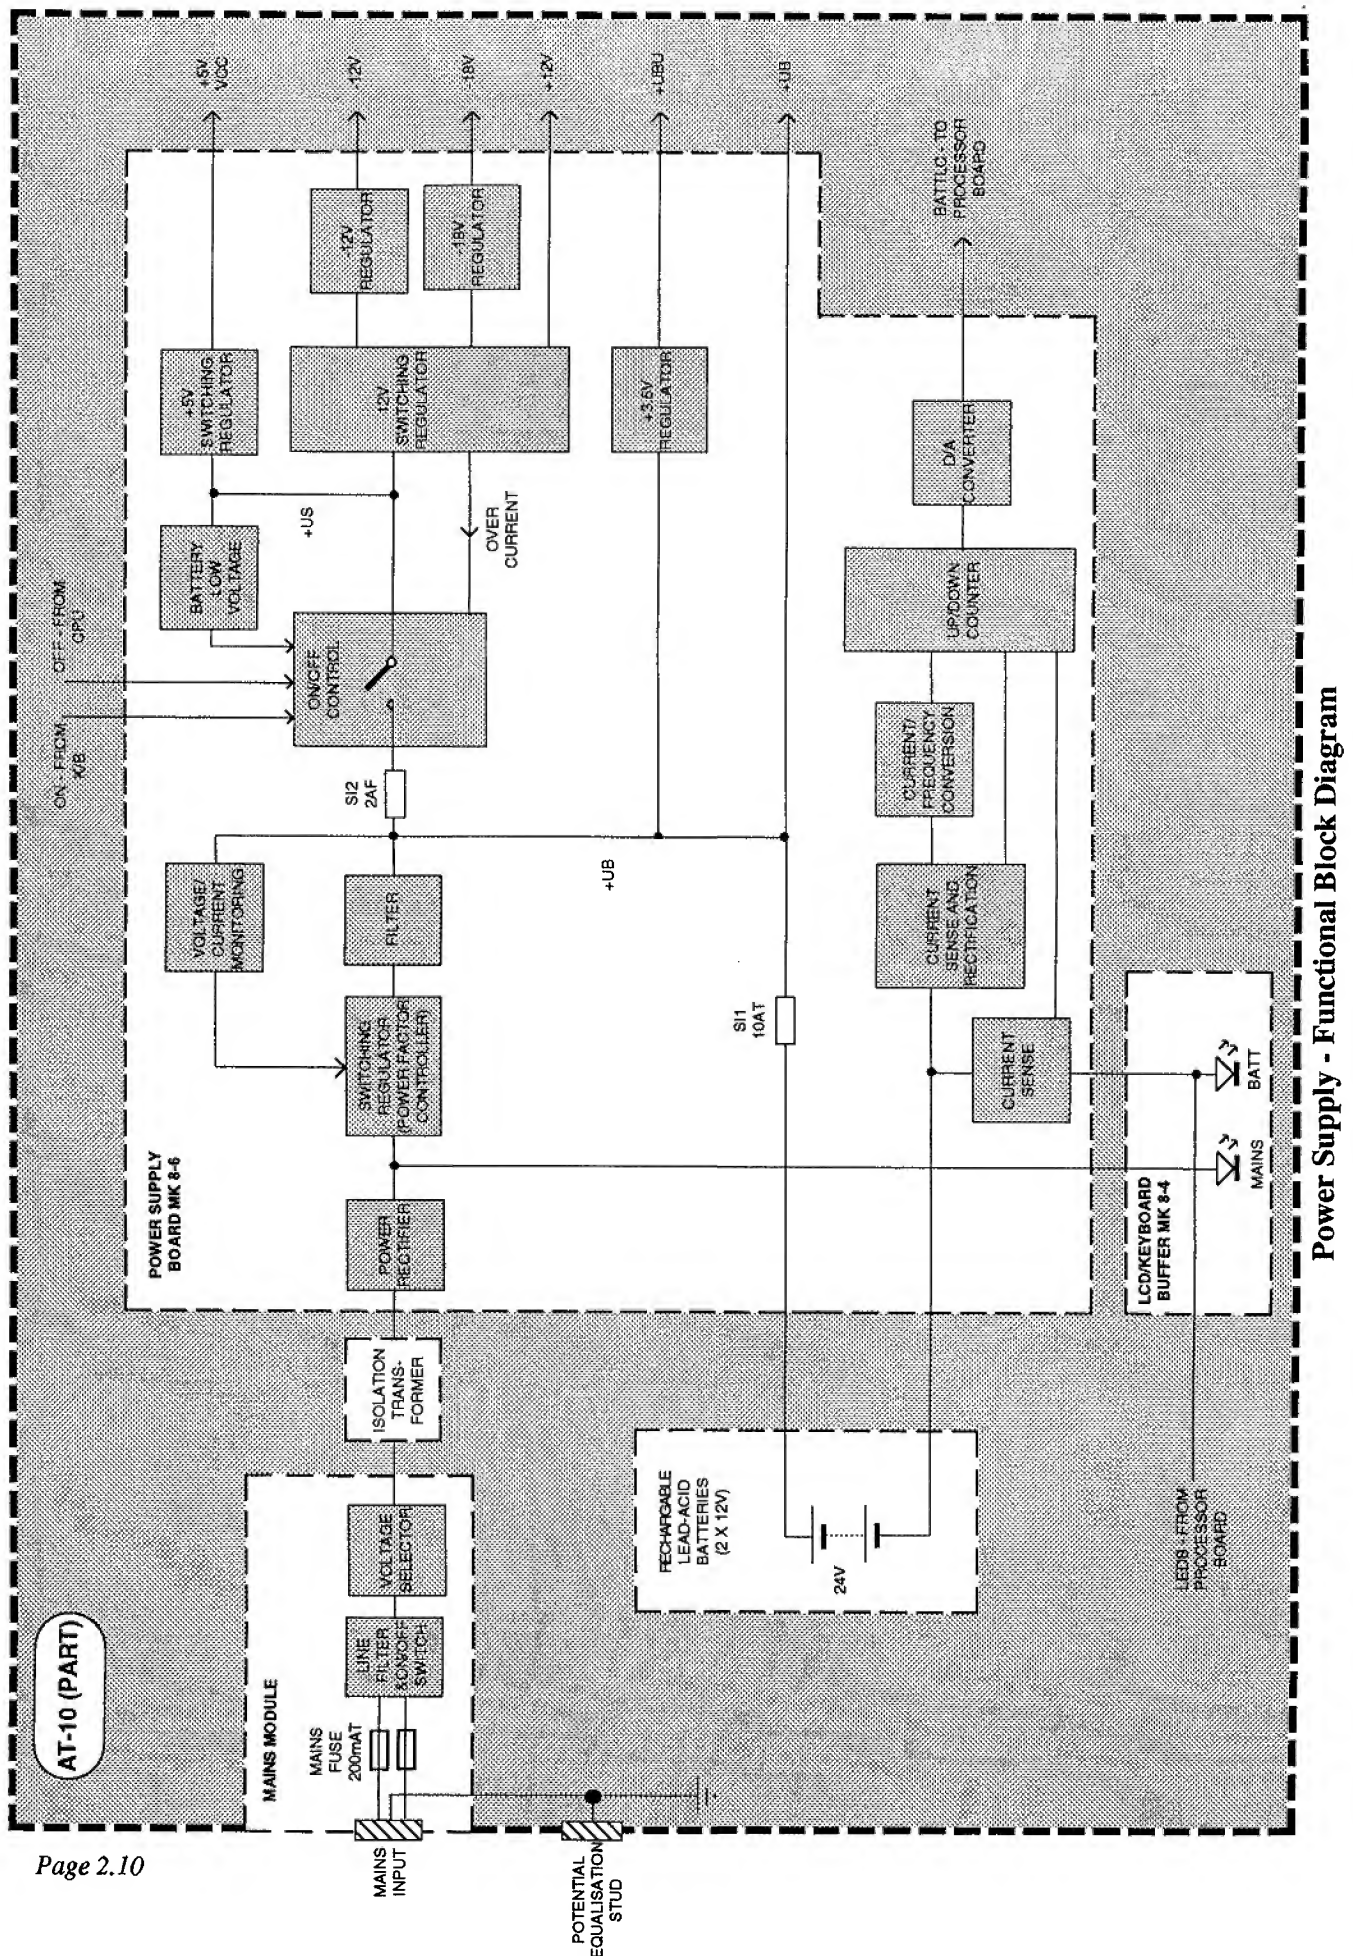 AT-10 (PART)
MAINS MODULE
MAINS
INPUT
MAINS
FUSE
200mAT
LINE
FILTER
&ON/OFF
SWITCH
VOLTAGE
SELECTOR
ISOLATION
TRANS-
FORMER
POTENTIAL
EQUALISATION
STUD
POWER SUPPLY
BOARD MK 8-6
POWER
RECTIFIER
SWITCHING
REGULATOR
(POWER FACTOR
CONTROLLER)
VOLTAGE/
CURRENT
MONITORING
FILTER
SI2
2AF
ON - FROM
X/B
OFF - FROM
CPU
ON/OFF
CONTROL
BATTERY
LOW
VOLTAGE
+US
OVER
CURRENT
+5V
SWITCHING
REGULATOR
12V
SWITCHING
REGULATOR
-12V
REGULATOR
-18V
REGULATOR
+3.6V
REGULATOR
+5V
VCC
-12V
-18V
+12V
+UBU
+UB
+UB
SI1
10AT
RECHARGABLE
LEAD-ACID
BATTERIES
(2 X 12V)
24V
CURRENT
SENSE
CURRENT
SENSE AND
RECTIFICATION
CURRENT/
FREQUENCY
CONVERSION
UP/DOWN
COUNTER
D/A
CONVERTER
BATTLC - TO
PROCESSOR
BOARD
LEDB - FROM
PROCESSOR
BOARD
LCD/KEYBOARD
BUFFER MK 8-4
MAINS
BATT
Power Supply - Functional Block Diagram
Page 2.10